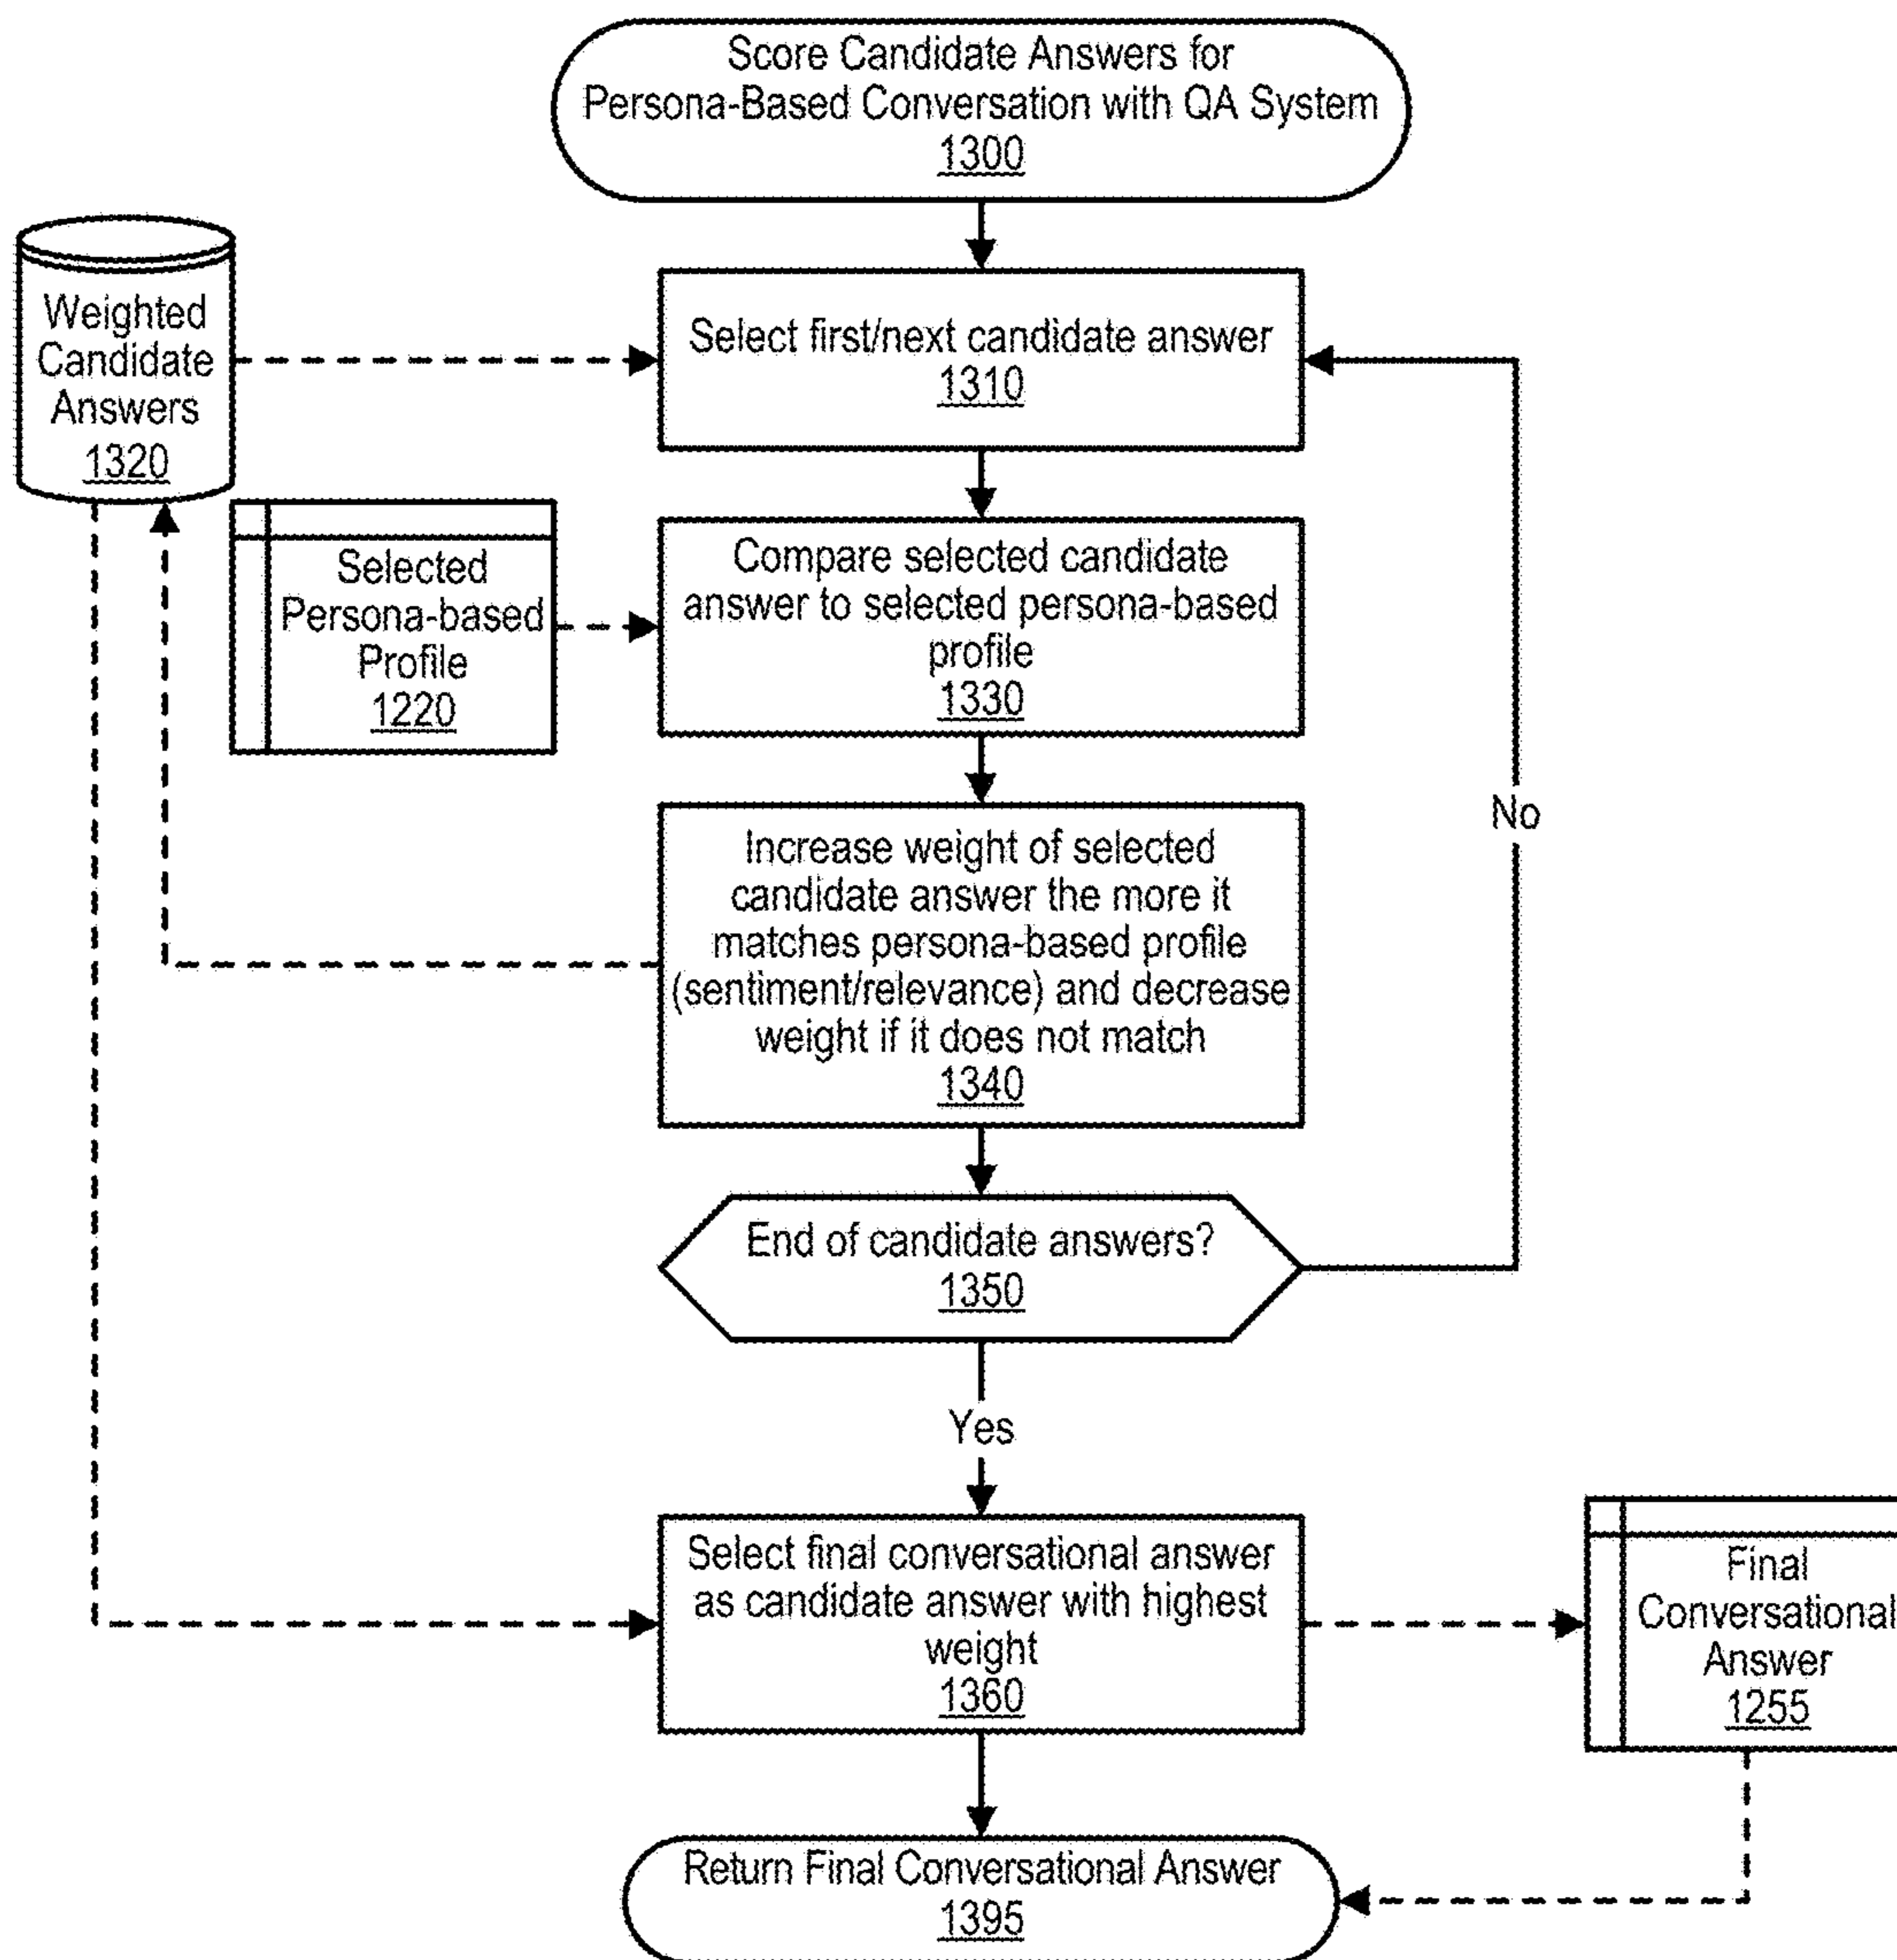 Score Candidate Answers for
Persona-Based Conversation with QA System
1300
Weighted
Candidate
Answers
1320
Select first/next candidate answer
1310
Selected
Persona-based
Profile
1220
Compare selected candidate
answer to selected persona-based
profile
1330
Increase weight of selected
candidate answer the more it
matches persona-based profile
(sentiment/relevance) and decrease
weight if it does not match
1340
No
End of candidate answers?
1350
Yes
Select final conversational answer
as candidate answer with highest
weight
1360
Final
Conversational
Answer
1255
Return Final Conversational Answer
1395